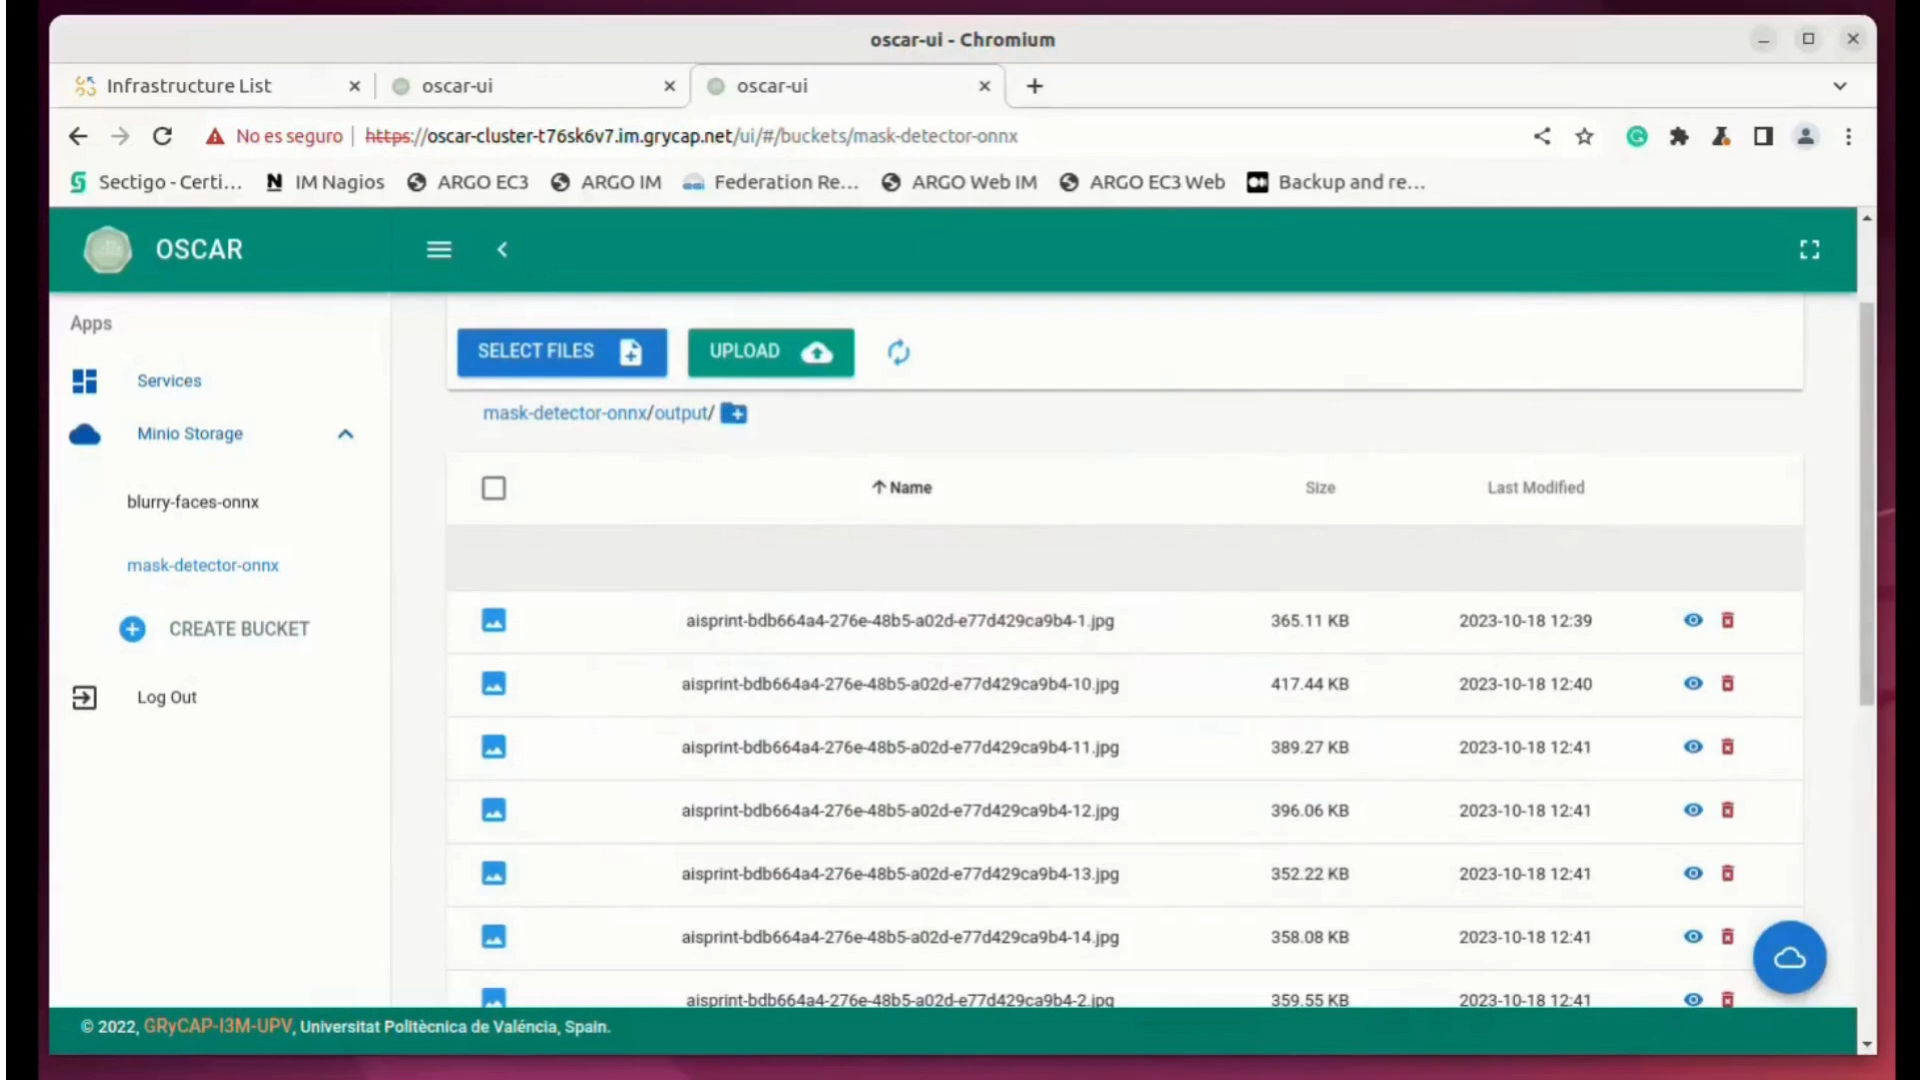 oscar-ui - Chromium
Infrastructure List
oscar-ui
oscar-ui
No es seguro | https://oscar-cluster-t76sk6v7.im.grycap.net/ui/#/buckets/mask-detector-onnx
Sectigo - Certi... IM Nagios ARGO EC3 ARGO IM Federation Re... ARGO Web IM ARGO EC3 Web Backup and re...
OSCAR
Apps
Services
Minio Storage
blurry-faces-onnx
mask-detector-onnx
CREATE BUCKET
Log Out
SELECT FILES UPLOAD
mask-detector-onnx/output/
Name Size Last Modified
aisprint-bdb664a4-276e-48b5-a02d-e77d429ca9b4-1.jpg 365.11 KB 2023-10-18 12:39
aisprint-bdb664a4-276e-48b5-a02d-e77d429ca9b4-10.jpg 417.44 KB 2023-10-18 12:40
aisprint-bdb664a4-276e-48b5-a02d-e77d429ca9b4-11.jpg 389.27 KB 2023-10-18 12:41
aisprint-bdb664a4-276e-48b5-a02d-e77d429ca9b4-12.jpg 396.06 KB 2023-10-18 12:41
aisprint-bdb664a4-276e-48b5-a02d-e77d429ca9b4-13.jpg 352.22 KB 2023-10-18 12:41
aisprint-bdb664a4-276e-48b5-a02d-e77d429ca9b4-14.jpg 358.08 KB 2023-10-18 12:41
aisprint-bdb664a4-276e-48b5-a02d-e77d429ca9b4-2.jpg 359.55 KB 2023-10-18 12:41
© 2022, GRyCAP-I3M-UPV, Universitat Politècnica de Valéncia, Spain.